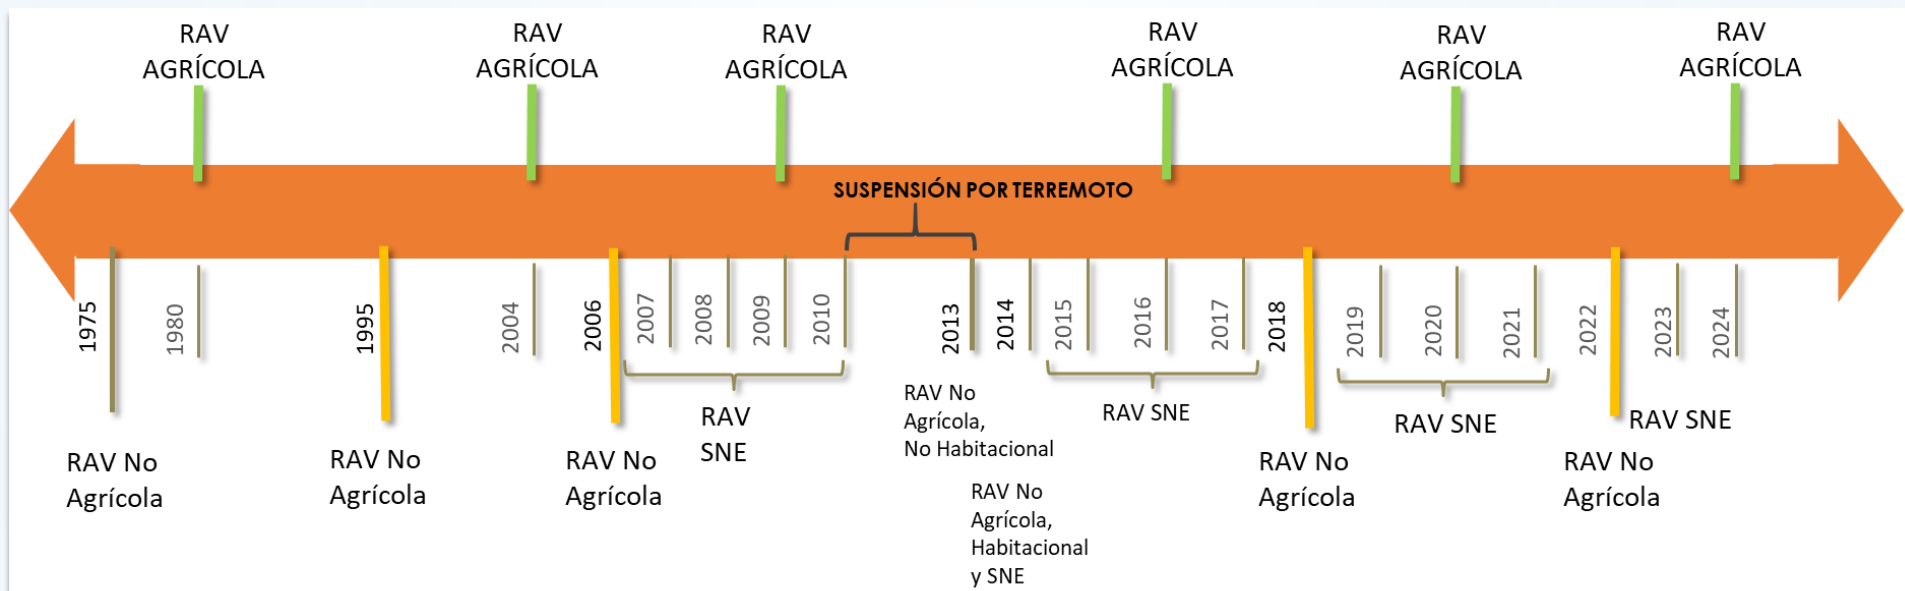 RAV
AGRÍCOLA
RAV
AGRÍCOLA
RAV
AGRÍCOLA
RAV
AGRÍCOLA
RAV
AGRÍCOLA
RAV
AGRÍCOLA
SUSPENSIÓN POR TERREMOTO
1975
1980
1995
2004
2006
2007
2008
2009
2010
2013
2014
2015
2016
2017
2018
2019
2020
2021
2022
2023
2024
RAV No
Agrícola
RAV No
Agrícola
RAV No
Agrícola
RAV
SNE
RAV No
Agrícola,
No Habitacional
RAV No
Agrícola,
Habitacional
y SNE
RAV SNE
RAV No
Agrícola
RAV SNE
RAV No
Agrícola
RAV SNE